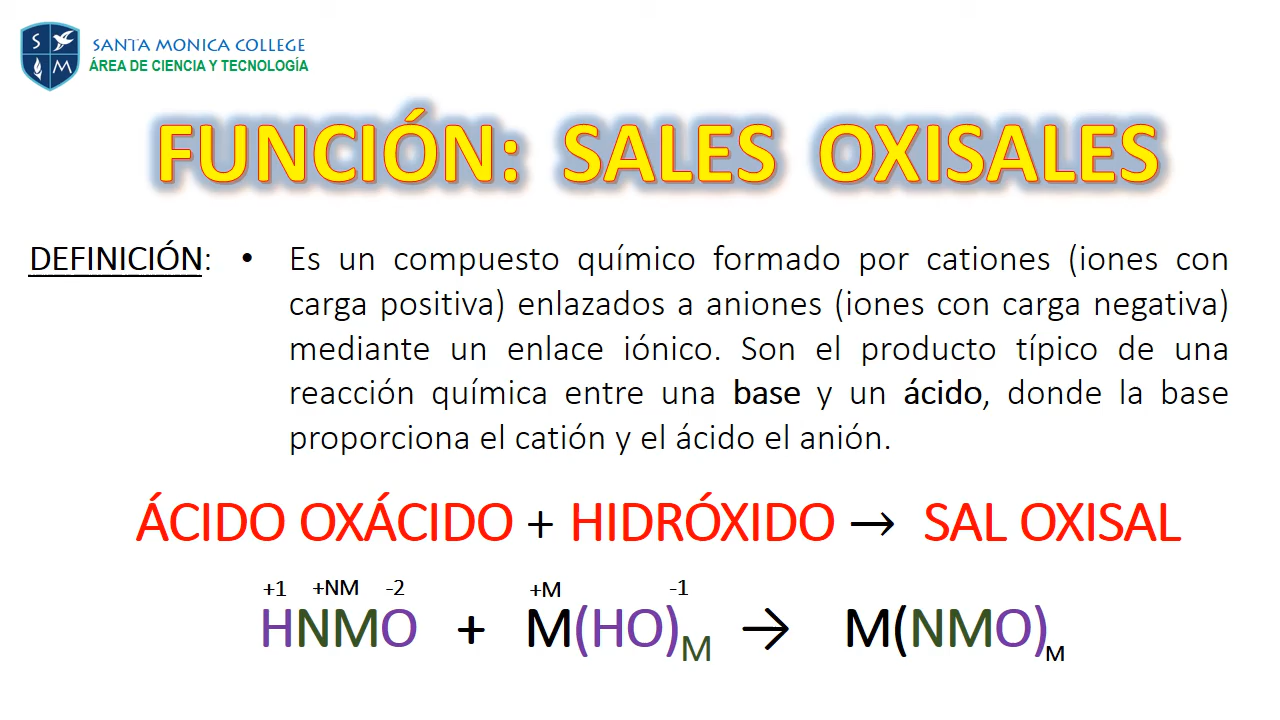 S
M
SANTA MONICA COLLEGE
ÁREA DE CIENCIA Y TECNOLOGÍA
FUNCIÓN: SALES OXISALES
DEFINICIÓN: • Es un compuesto químico formado por cationes (iones con
carga positiva) enlazados a aniones (iones con carga negativa)
mediante un enlace iónico. Son el producto típico de una
reacción química entre una base y un ácido, donde la base
proporciona el catión y el ácido el anión.
ÁCIDO OXÁCIDO + HIDRÓXIDO → SAL OXISAL
+1 +NM -2 +M -1
HNMO + M(HO)M → M(NMO)M